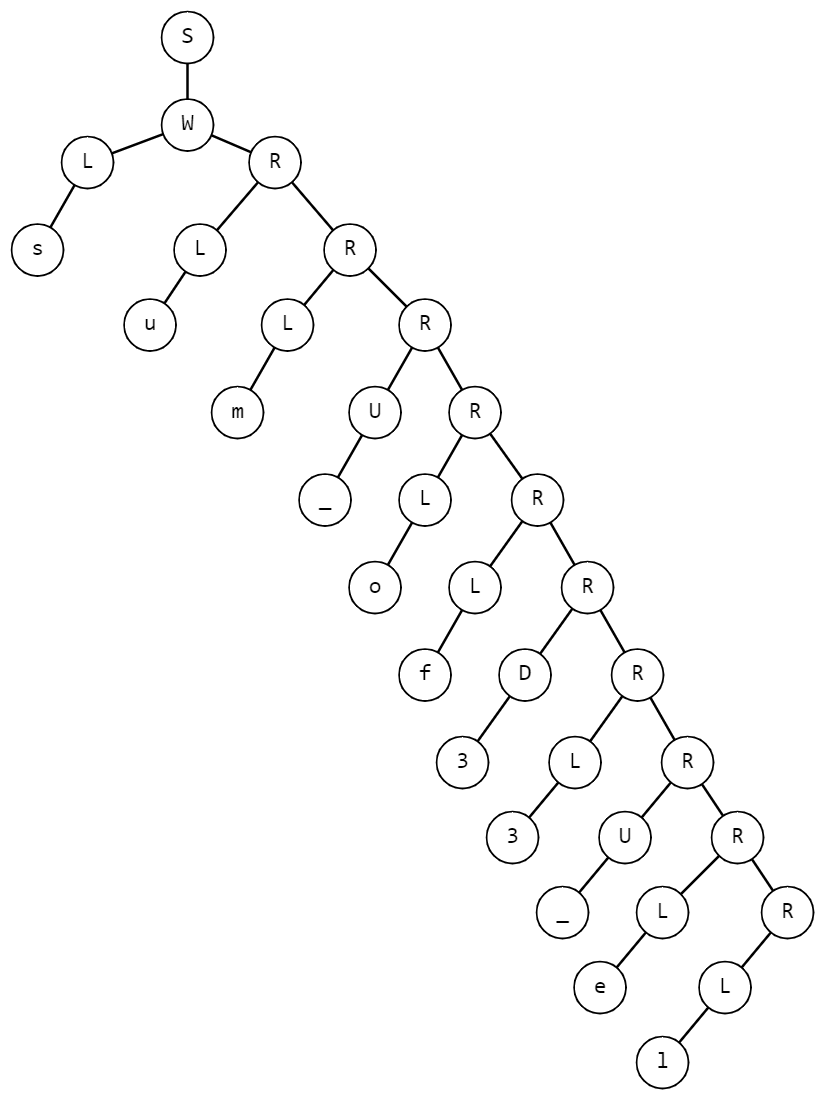 S
W
L R
s L R
u L R
m U R
_ L R
o L R
f D R
3 L R
3 U R
_ L R
e L
l